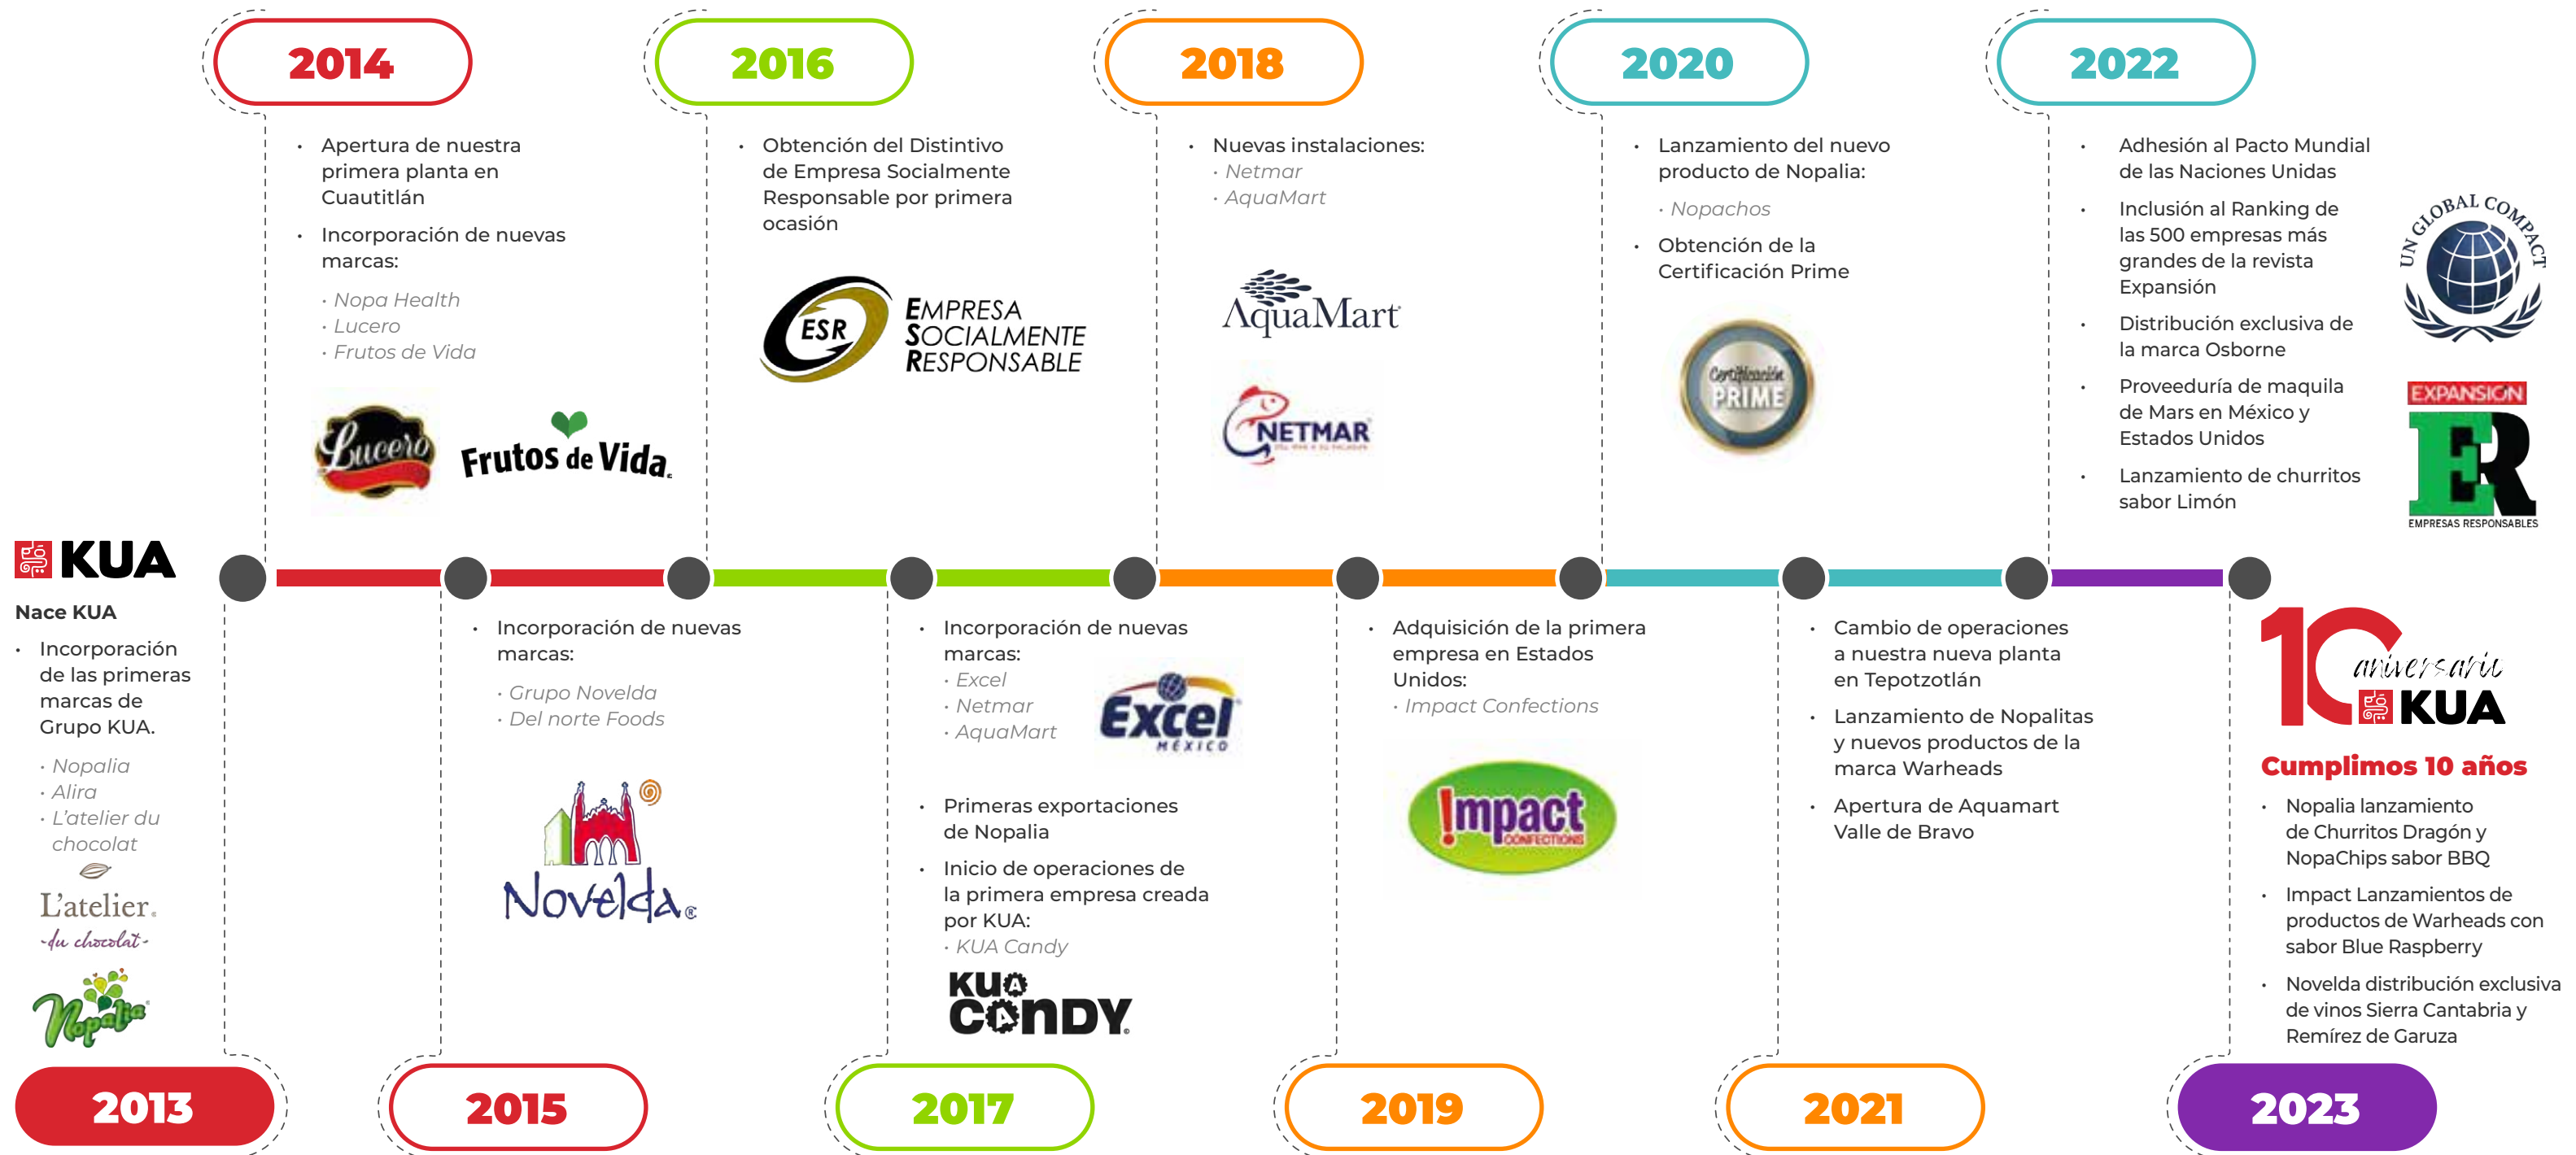 KUA
Nace KUA
• Incorporación
de las primeras
marcas de
Grupo KUA.
• Nopalia
• Alira
• L'atelier du
chocolat
L'atelier
-du chocolat-
Nopalia
2013
2014
• Apertura de nuestra
primera planta en
Cuautitlán
• Incorporación de nuevas
marcas:
• Nopa Health
• Lucero
• Frutos de Vida
Lucero
Frutos de Vida
• Incorporación de nuevas
marcas:
• Grupo Novelda
• Del norte Foods
Novelda®
2015
2016
• Obtención del Distintivo
de Empresa Socialmente
Responsable por primera
ocasión
ESR
EMPRESA
SOCIALMENTE
RESPONSABLE
• Incorporación de nuevas
marcas:
• Excel
• Netmar
• AquaMart
Excel
MÉXICO
• Primeras exportaciones
de Nopalia
• Inicio de operaciones de
la primera empresa creada
por KUA:
• KUA Candy
KUA
CANDY
2017
2018
• Nuevas instalaciones:
• Netmar
• AquaMart
AquaMart
NETMAR
• Adquisición de la primera
empresa en Estados
Unidos:
• Impact Confections
!mpact
CONFECTIONS
2019
2020
• Lanzamiento del nuevo
producto de Nopalia:
• Nopachos
• Obtención de la
Certificación Prime
Certificación
PRIME
• Cambio de operaciones
a nuestra nueva planta
en Tepotzotlán
• Lanzamiento de Nopalitas
y nuevos productos de la
marca Warheads
• Apertura de Aquamart
Valle de Bravo
2021
2022
• Adhesión al Pacto Mundial
de las Naciones Unidas
• Inclusión al Ranking de
las 500 empresas más
grandes de la revista
Expansión
• Distribución exclusiva de
la marca Osborne
• Proveeduría de maquila
de Mars en México y
Estados Unidos
• Lanzamiento de churritos
sabor Limón
UN GLOBAL COMPACT
EXPANSIÓN
ER
EMPRESAS RESPONSABLES
10
aniversario
KUA
Cumplimos 10 años
• Nopalia lanzamiento
de Churritos Dragón y
NopaChips sabor BBQ
• Impact Lanzamientos de
productos de Warheads con
sabor Blue Raspberry
• Novelda distribución exclusiva
de vinos Sierra Cantabria y
Remírez de Garuza
2023